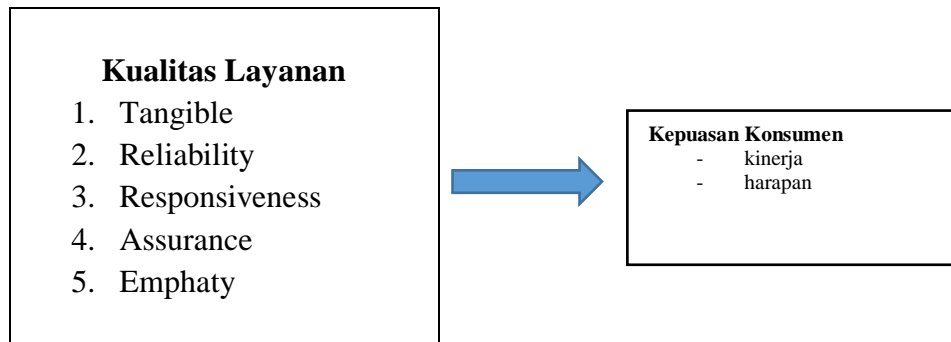 Kualitas Layanan
1. Tangible
2. Reliability
3. Responsiveness
4. Assurance
5. Emphaty
Kepuasan Konsumen
- kinerja
- harapan